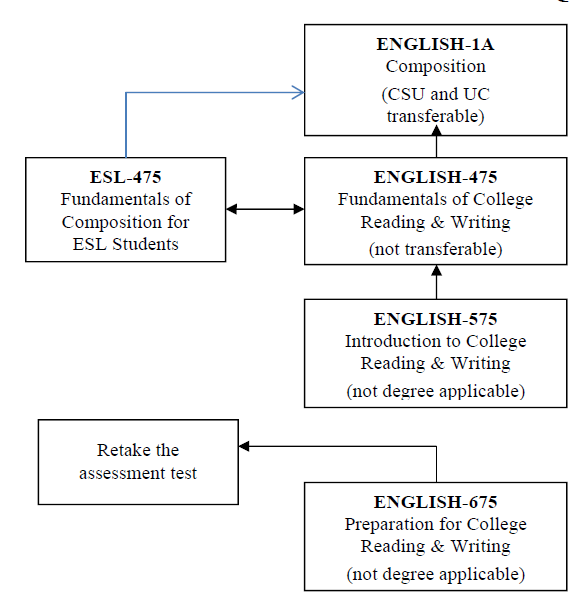 ENGLISH-1A
Composition
(CSU and UC
transferable)
ESL-475
Fundamentals of
Composition for
ESL Students
ENGLISH-475
Fundamentals of College
Reading & Writing
(not transferable)
ENGLISH-575
Introduction to College
Reading & Writing
(not degree applicable)
Retake the
assessment test
ENGLISH-675
Preparation for College
Reading & Writing
(not degree applicable)